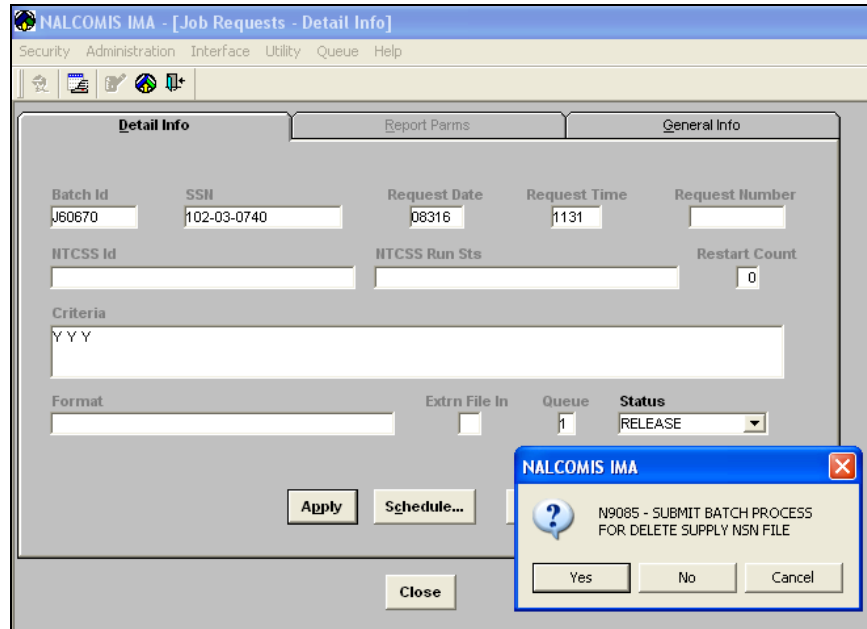 NALCOMIS IMA - [Job Requests - Detail Info]
Security Administration Interface Utility Queue Help
Detail Info Report Parms General Info
Batch Id SSN Request Date Request Time Request Number
J60670 102-03-0740 08316 1131
NTCSS Id NTCSS Run Sts Restart Count
0
Criteria
Y Y Y
Format Extrn File In Queue Status
1 RELEASE
NALCOMIS IMA
Apply Schedule...
N9085 - SUBMIT BATCH PROCESS
FOR DELETE SUPPLY NSN FILE
Yes No Cancel
Close